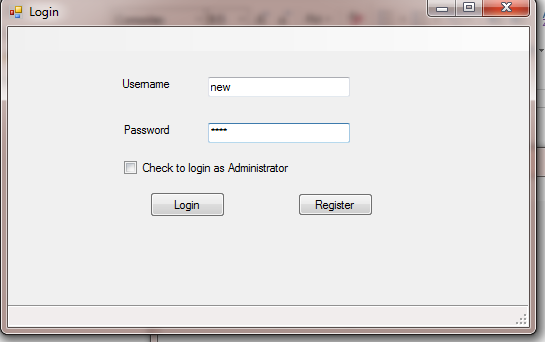 Login
Username new
Password ****
Check to login as Administrator
Login Register